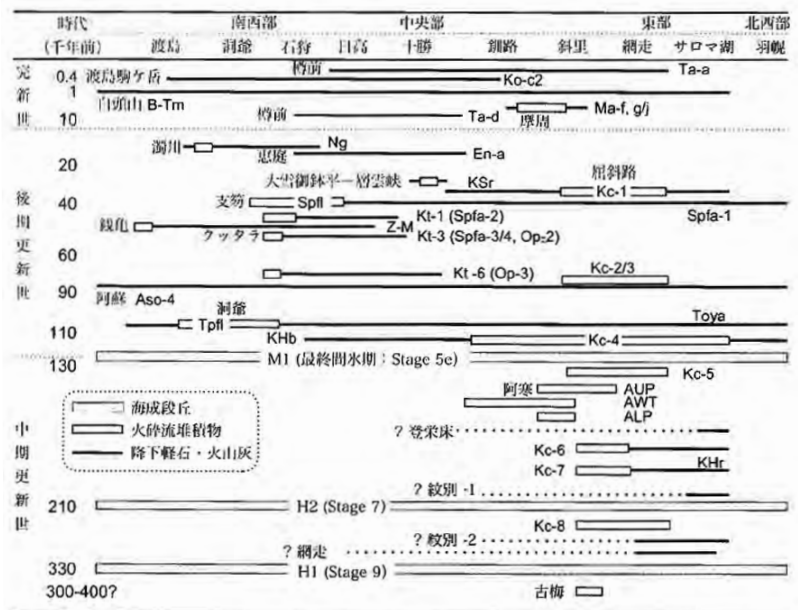 時代 南西部 中央部 東部 北西部
(千年前) 渡島 洞爺 石狩 日高 十勝 釧路 斜里 網走 サロマ湖 羽幌
完新世
0.4 渡島駒ケ岳 樽前 Ko-c2 Ta-a
1
白頭山 B-Tm
10 樽前 Ta-d 摩周 Ma-f, g/j
後期更新世
濁川 Ng
20 恵庭 En-a
大雪御鉢平－層雲峡 KSr 屈斜路
Kc-1
40 支笏 Spfl Spfa-1
Kt-1 (Spfa-2)
銭亀 Z-M
クッタラ Kt-3 (Spfa-3/4, Op-2)
60
Kt-6 (Op-3) Kc-2/3
90
阿蘇 Aso-4
洞爺 Toya
Tpfl
110 KHb Kc-4
130 M1 (最終間氷期：Stage 5e)
中期更新世
Kc-5
海成段丘 阿寒 AUP
AWT
火砕流堆積物 ALP
降下軽石・火山灰 ? 登栄床
Kc-6
Kc-7 KHr
? 紋別 -1
210 H2 (Stage 7)
Kc-8
? 紋別 -2
? 網走
330 H1 (Stage 9)
300-400? 古梅